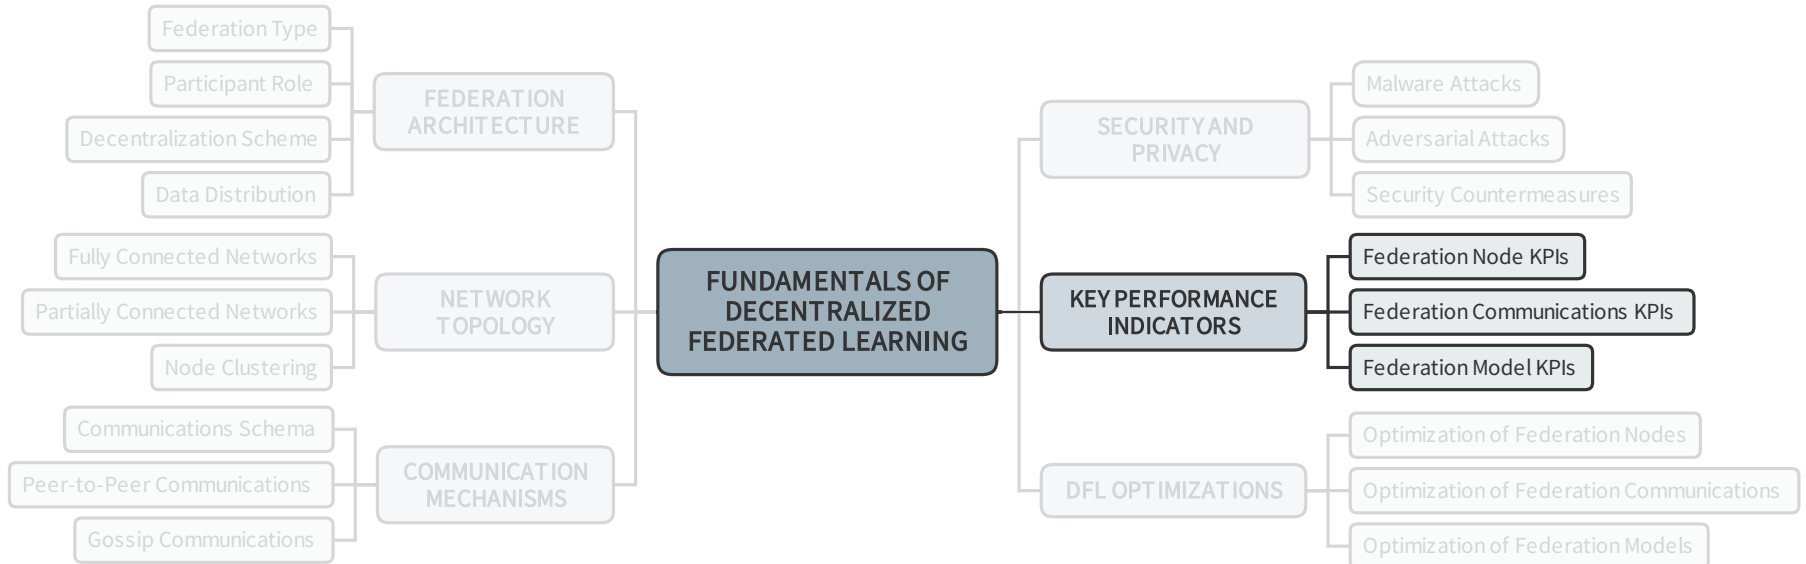 Federation Type
Participant Role
Decentralization Scheme
Data Distribution
FEDERATION
ARCHITECTURE
Fully Connected Networks
Partially Connected Networks
Node Clustering
NETWORK
TOPOLOGY
Communications Schema
Peer-to-Peer Communications
Gossip Communications
COMMUNICATION
MECHANISMS
FUNDAMENTALS OF
DECENTRALIZED
FEDERATED LEARNING
SECURITY AND
PRIVACY
Malware Attacks
Adversarial Attacks
Security Countermeasures
KEY PERFORMANCE
INDICATORS
Federation Node KPIs
Federation Communications KPIs
Federation Model KPIs
DFL OPTIMIZATIONS
Optimization of Federation Nodes
Optimization of Federation Communications
Optimization of Federation Models